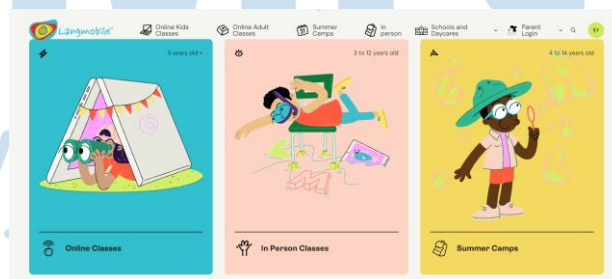 Langmobile
Online Kids Classes
Online Adult Classes
Summer Camps
In person
Schools and Daycares
Parent Login
3 years old +
3 to 12 years old
4 to 14 years old
Online Classes
In Person Classes
Summer Camps